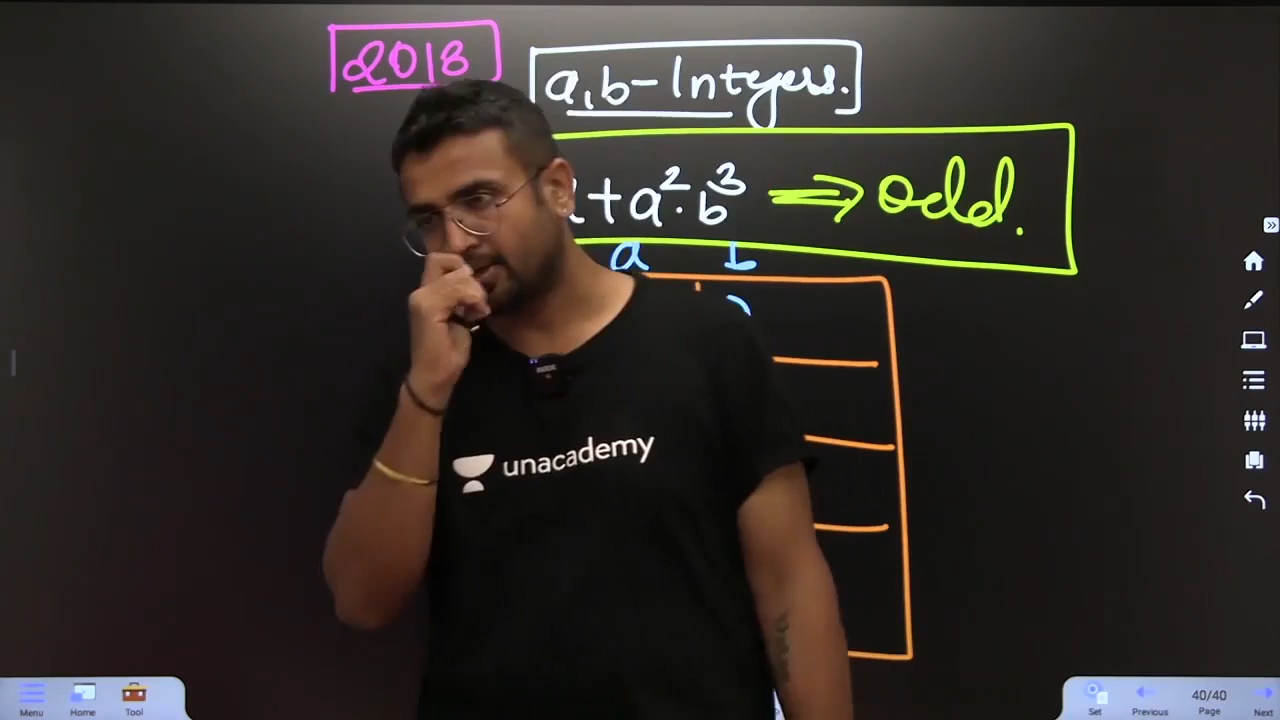 2018
a,b - Integers.
+a²·b³ ⇒ odd.
a b
unacademy
Menu Home Tool
Set Previous 40/40 Page Next